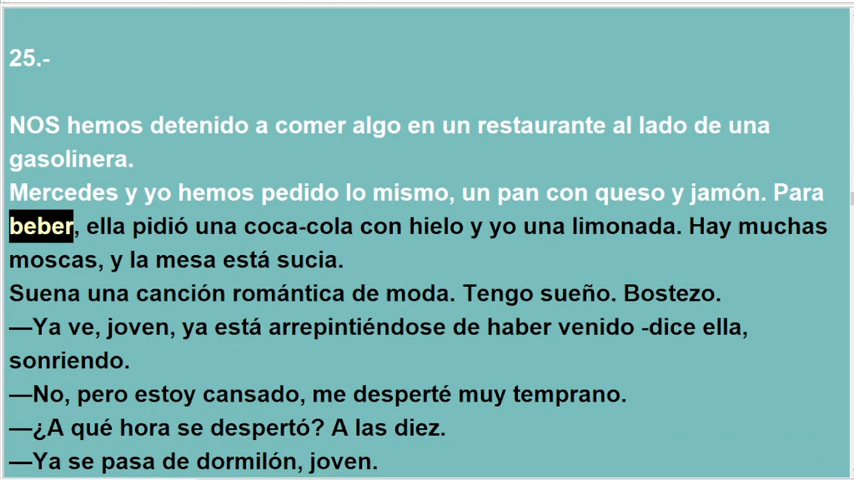 25.-
NOS hemos detenido a comer algo en un restaurante al lado de una
gasolinera.
Mercedes y yo hemos pedido lo mismo, un pan con queso y jamón. Para
beber, ella pidió una coca-cola con hielo y yo una limonada. Hay muchas
moscas, y la mesa está sucia.
Suena una canción romántica de moda. Tengo sueño. Bostezo.
—Ya ve, joven, ya está arrepintiéndose de haber venido -dice ella,
sonriendo.
—No, pero estoy cansado, me desperté muy temprano.
—¿A qué hora se despertó? A las diez.
—Ya se pasa de dormilón, joven.